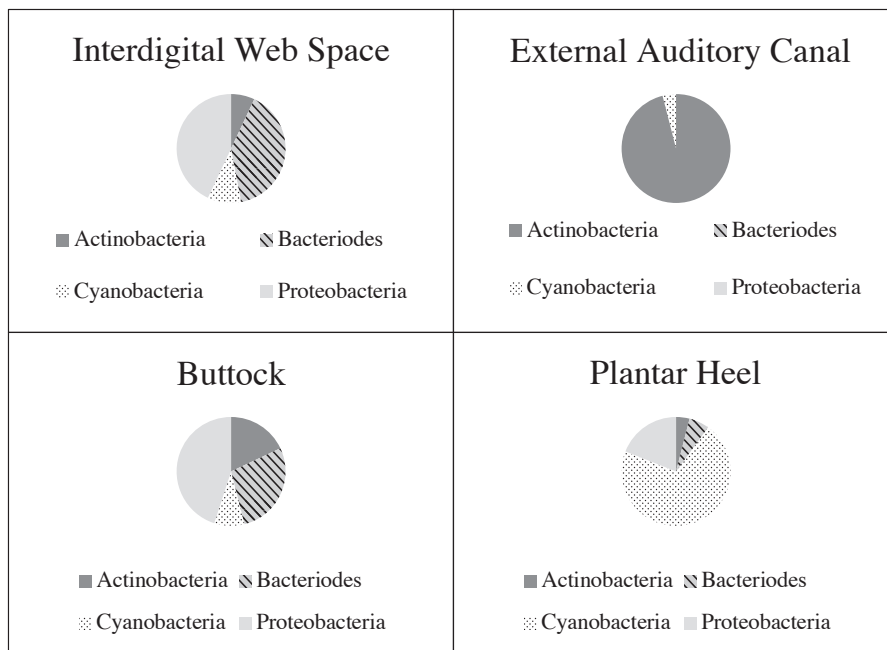 Interdigital Web Space
Actinobacteria Bacteriodes
Cyanobacteria Proteobacteria
External Auditory Canal
Actinobacteria Bacteriodes
Cyanobacteria Proteobacteria
Buttock
Actinobacteria Bacteriodes
Cyanobacteria Proteobacteria
Plantar Heel
Actinobacteria Bacteriodes
Cyanobacteria Proteobacteria